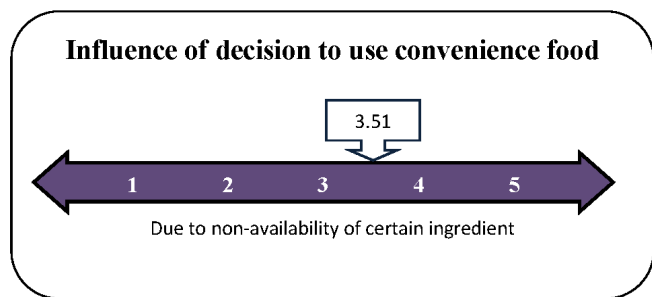 Influence of decision to use convenience food
3.51
1 2 3 4 5
Due to non-availability of certain ingredient